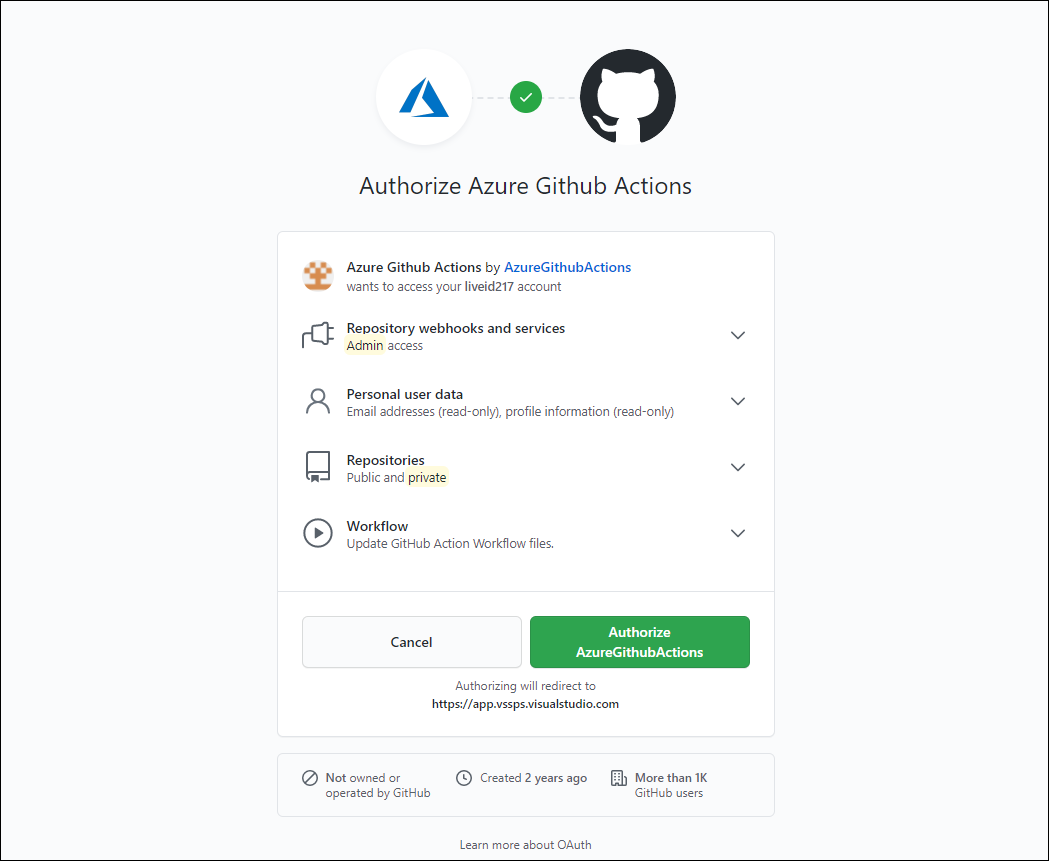 Authorize Azure Github Actions
Azure Github Actions by AzureGithubActions
wants to access your liveid217 account
Repository webhooks and services
Admin access
Personal user data
Email addresses (read-only), profile information (read-only)
Repositories
Public and private
Workflow
Update GitHub Action Workflow files.
Cancel
Authorize
AzureGithubActions
Authorizing will redirect to
https://app.vssps.visualstudio.com
Not owned or
operated by GitHub
Created 2 years ago
More than 1K
GitHub users
Learn more about OAuth